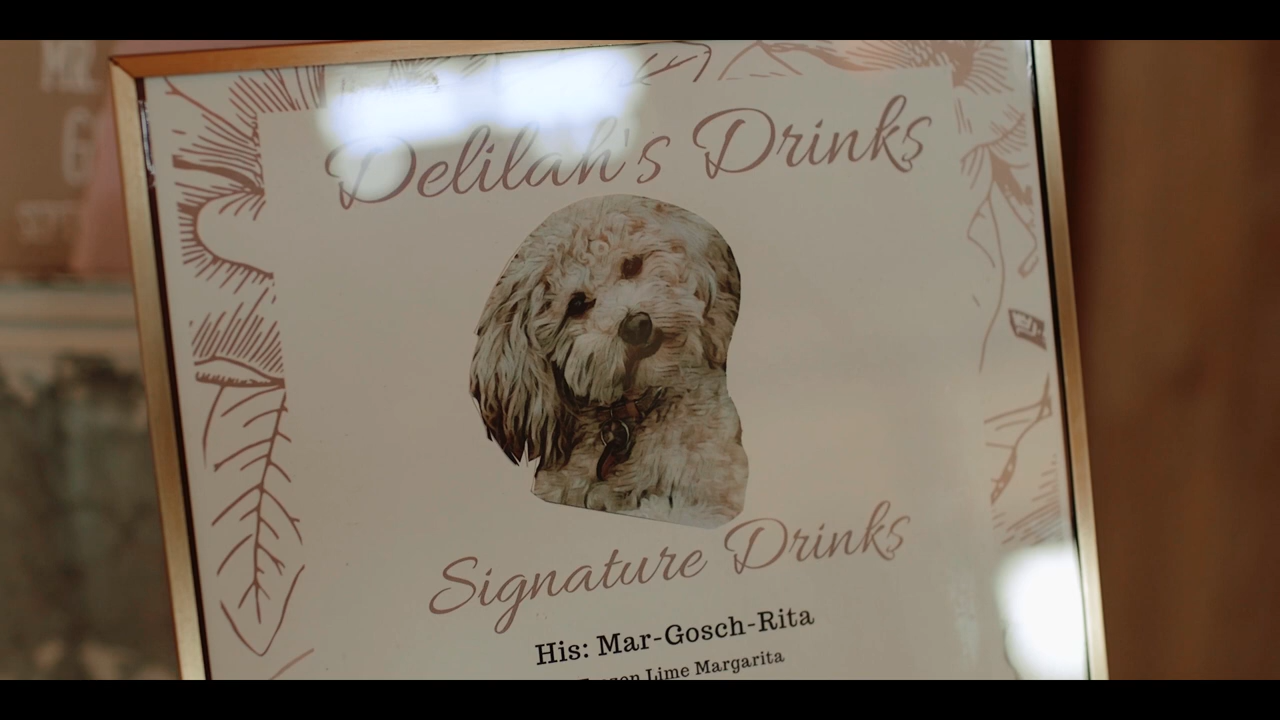 Delilah's Drinks
Signature Drinks
His: Mar-Gosch-Rita
Lime Margarita